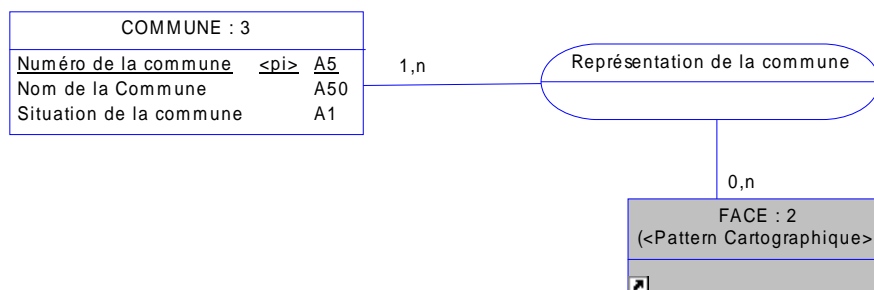 COMMUNE : 3
Numéro de la commune <pi> A5
Nom de la Commune A50
Situation de la commune A1
1,n
Représentation de la commune
0,n
FACE : 2
(<Pattern Cartographique>